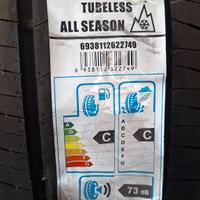 TUBELESS
ALL SEASON
6938112622749
6 938112 622749
A
B
C
D
E
F
G
C
A
B
C
D
E
F
G
C
73 dB